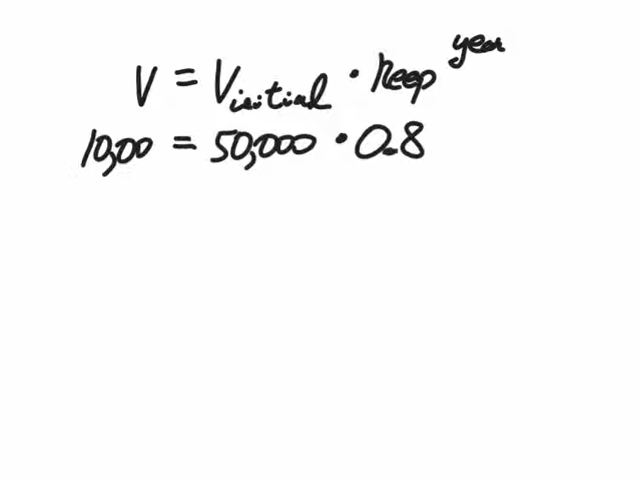 V = V_initial · keep^year
10,00 = 50,000 · 0.8